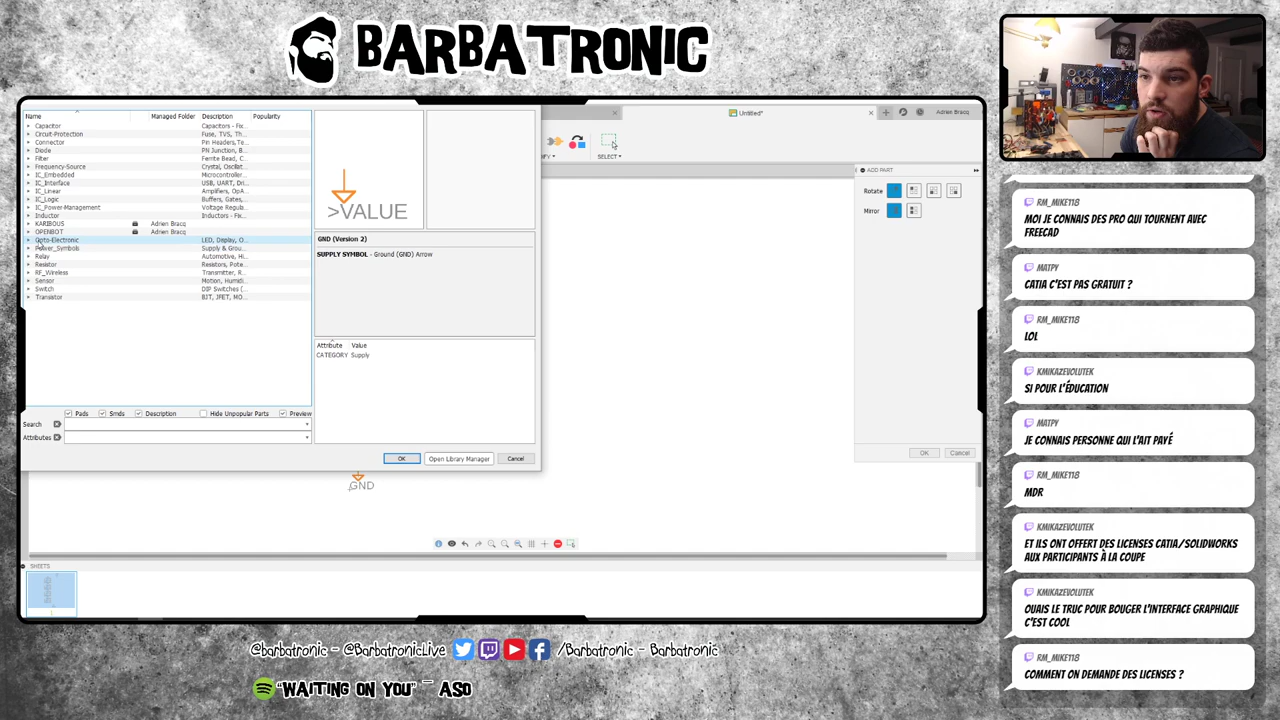 BARBATRONIC
Name Managed Folder Description Popularity
Capacitor Capacitors - Fix...
Circuit-Protection Fuse, TVS, Th...
Connector Pin Headers,Te...
Diode PN Junction, B...
Filter Ferrite Bead, C...
Frequency-Source Crystal, Oscillat...
IC_Embedded Microcontroller...
IC_Interface USB, UART, Dri...
IC_Linear Amplifiers, OpA...
IC_Logic Buffers, Gates,...
IC_Power-Management Voltage Regula...
Inductor Inductors - Fix...
KARIBOUS Adrien Bracq
OPENBOT Adrien Bracq
Opto-Electronic LED, Display, O...
Power_Symbols Supply & Grou...
Relay Automotive, Hi...
Resistor Resistors, Pote...
RF_Wireless Transmitter, R...
Sensor Motion, Humidi...
Switch DIP Switches (...
Transistor BJT, JFET, MO...
Pads Smds Description Hide Unpopular Parts Preview
Search
Attributes
>VALUE
GND (Version 2)
SUPPLY SYMBOL - Ground (GND) Arrow
Attribute Value
CATEGORY Supply
OK Open Library Manager Cancel
Untitled*
Adrien Bracq
SELECT
ADD PART
Rotate
Mirror
OK Cancel
GND
SHEETS
RM_MIKE118
MOI JE CONNAIS DES PRO QUI TOURNENT AVEC
FREECAD
MATPY
CATIA C'EST PAS GRATUIT ?
RM_MIKE118
LOL
KMIKAZEVOLUTEK
SI POUR L'ÉDUCATION
MATPY
JE CONNAIS PERSONNE QUI L'AIT PAYÉ
RM_MIKE118
MDR
KMIKAZEVOLUTEK
ET ILS ONT OFFERT DES LICENSES CATIA/SOLIDWORKS
AUX PARTICIPANTS À LA COUPE
KMIKAZEVOLUTEK
OUAIS LE TRUC POUR BOUGER L'INTERFACE GRAPHIQUE
C'EST COOL
RM_MIKE118
COMMENT ON DEMANDE DES LICENSES ?
@barbatronic - @BarbatronicLive /Barbatronic - Barbatronic
"WAITING ON YOU" - ASO